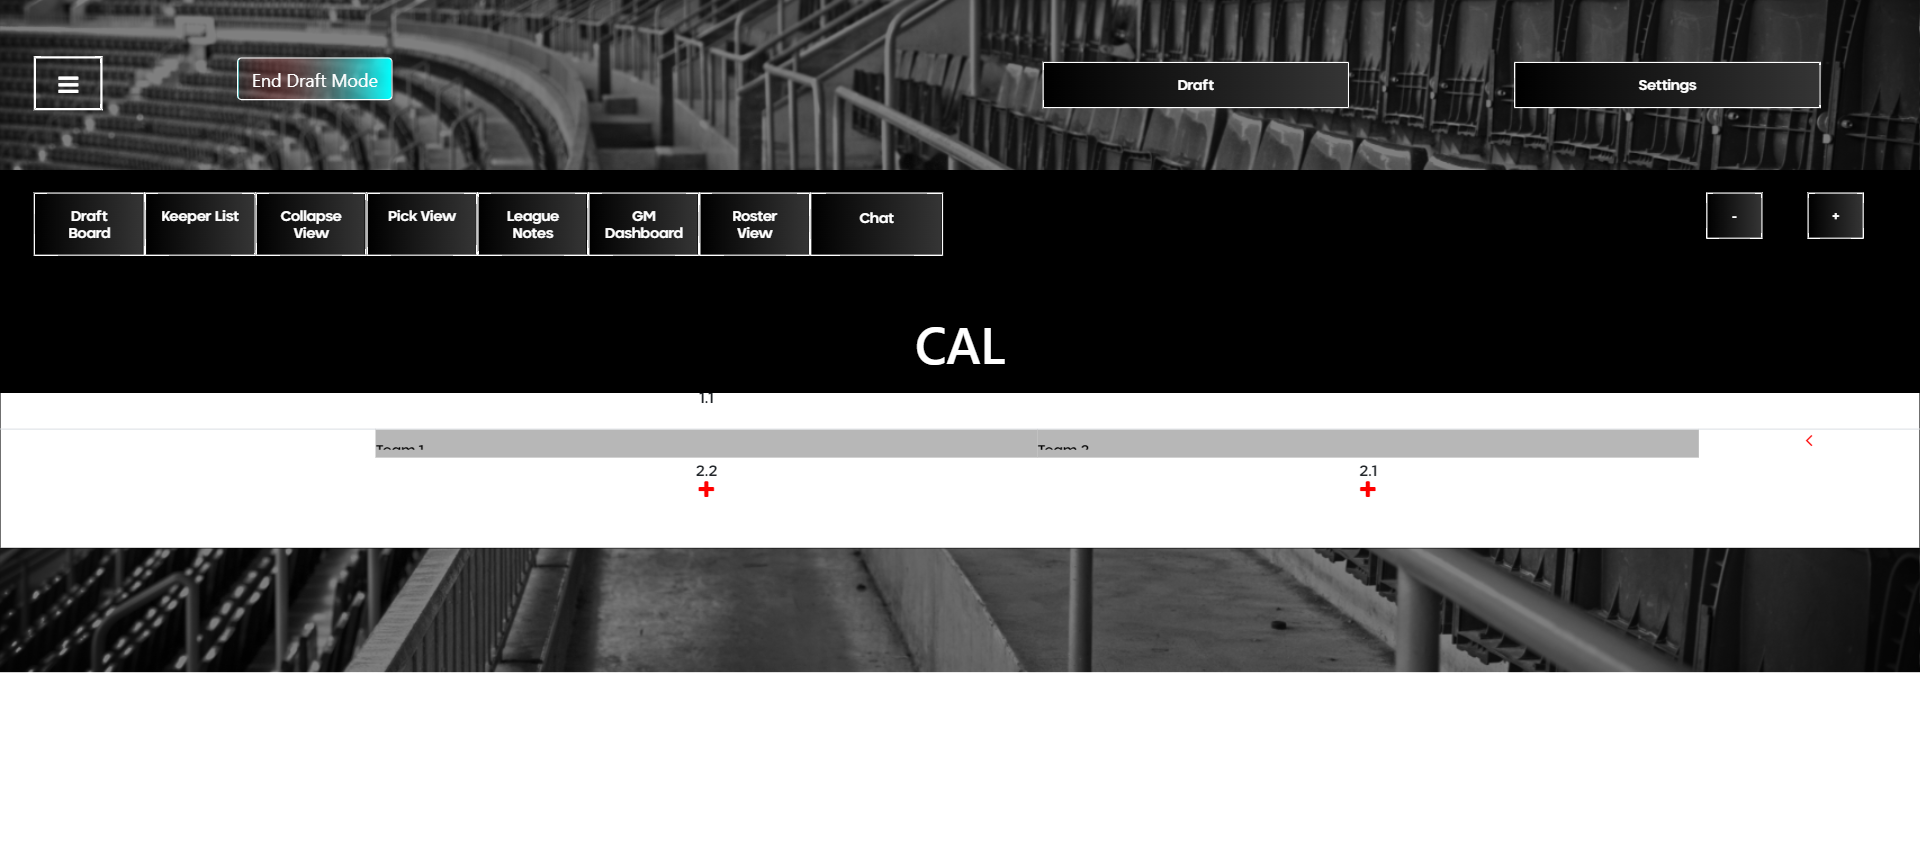 End Draft Mode
Draft
Settings
Draft
Board
Keeper List
Collapse
View
Pick View
League
Notes
GM
Dashboard
Roster
View
Chat
-
+
CAL
1.1
Team 1
Team 2
2.2
2.1